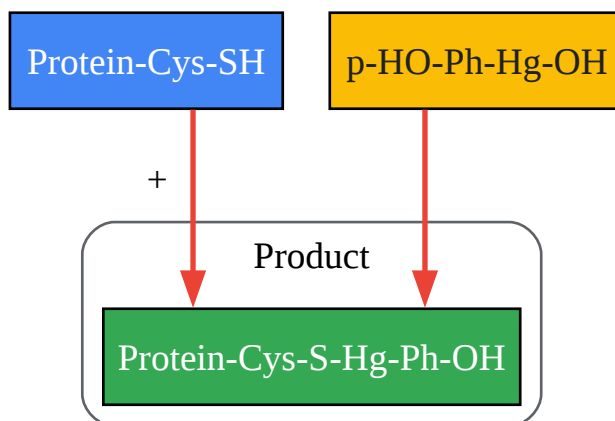 Protein-Cys-SH
p-HO-Ph-Hg-OH
+
Product
Protein-Cys-S-Hg-Ph-OH